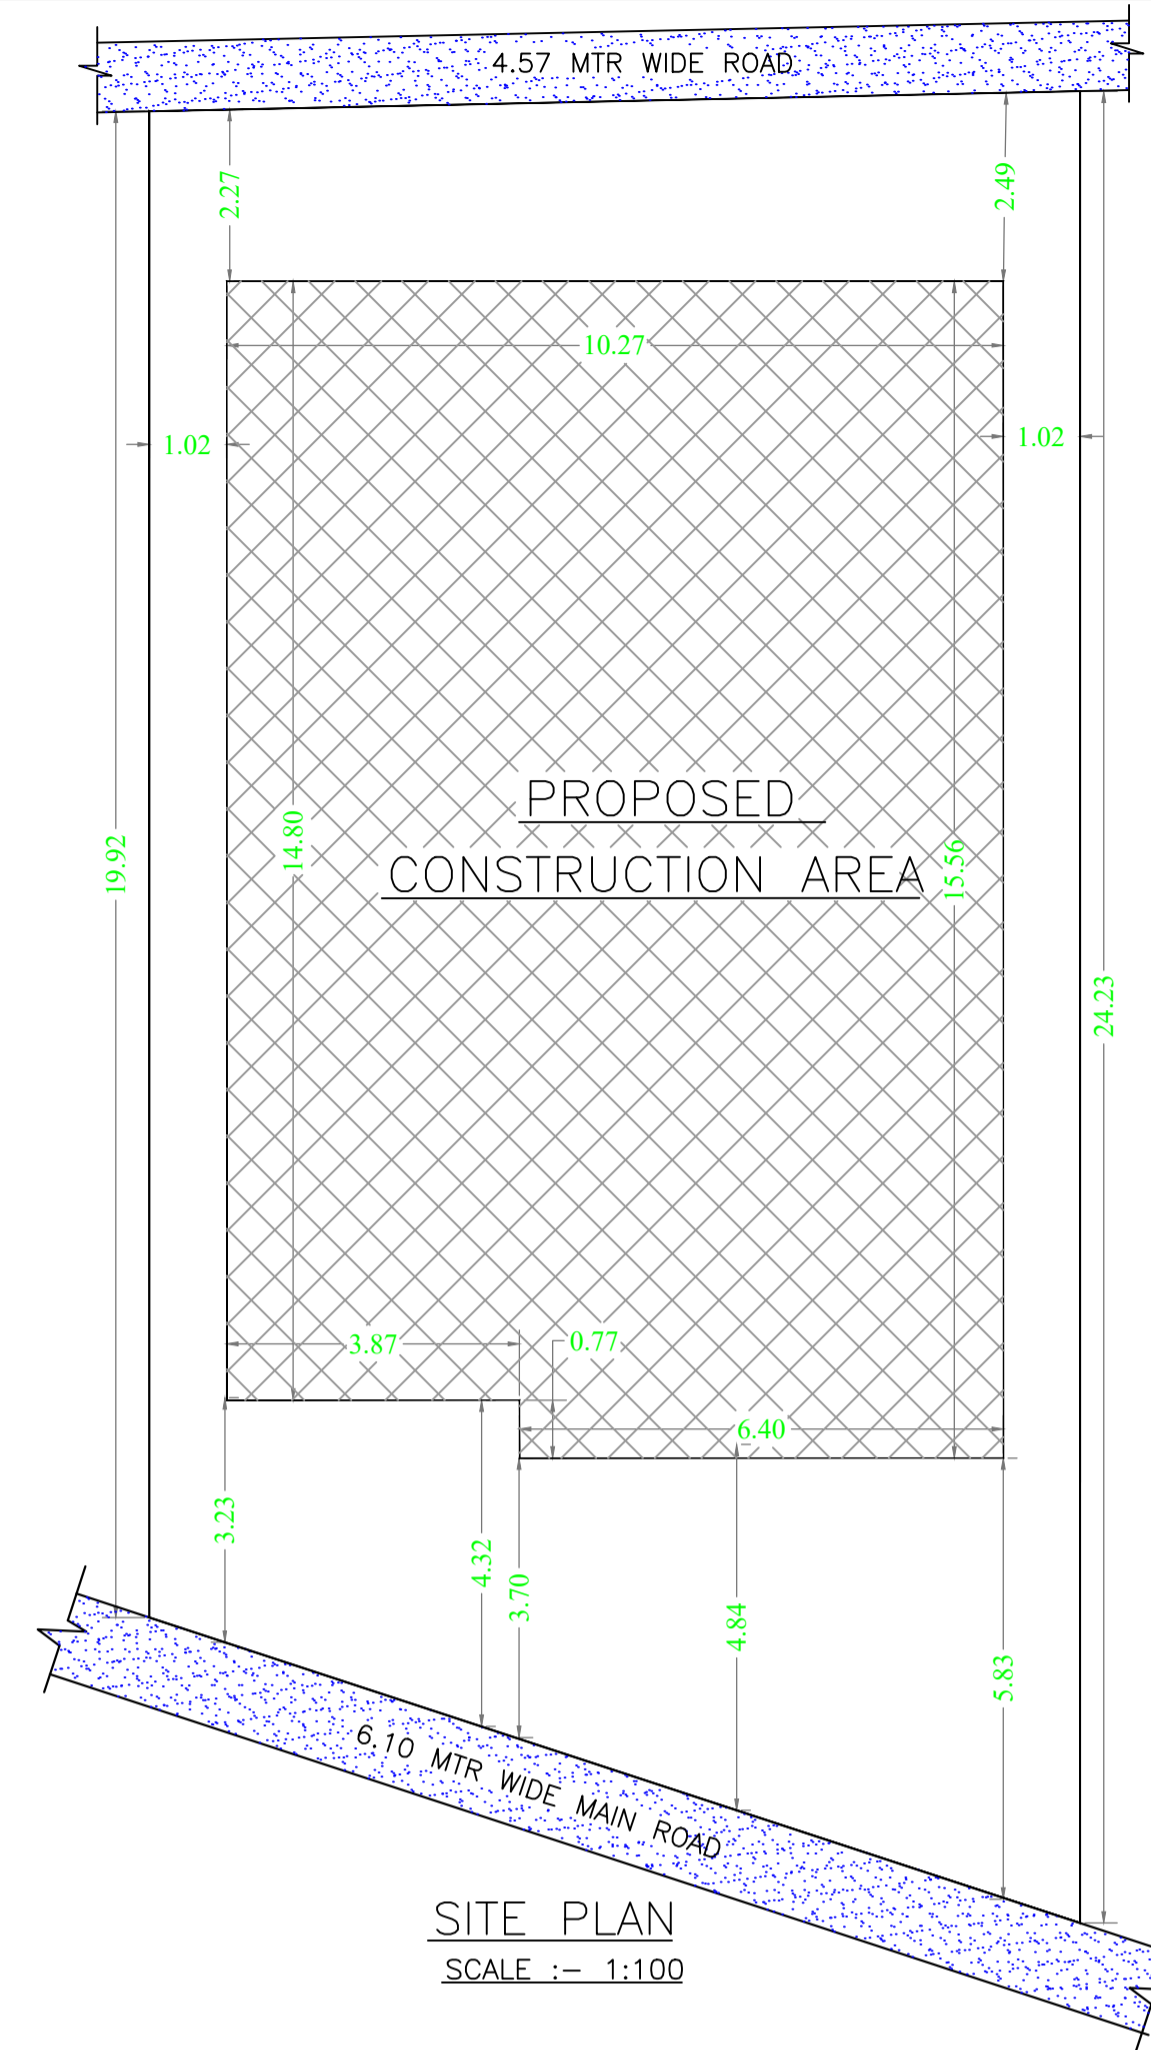 4.57 MTR WIDE ROAD
2.27
2.49
10.27
1.02
1.02
PROPOSED
CONSTRUCTION AREA
14.80
15.56
19.92
24.23
3.87
0.77
6.40
3.23
4.32
3.70
4.84
5.83
6.10 MTR WIDE MAIN ROAD
SITE PLAN
SCALE :- 1:100